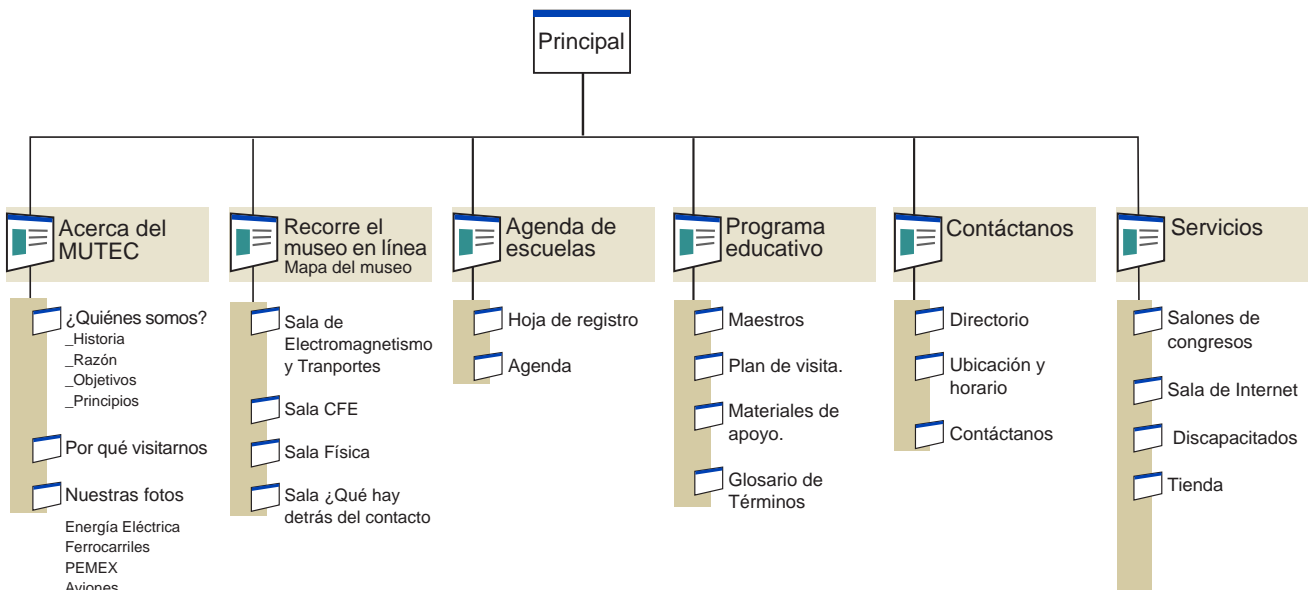 Principal
Acerca del
MUTEC
¿Quiénes somos?
_Historia
_Razón
_Objetivos
_Principios
Por qué visitarnos
Nuestras fotos
Energía Eléctrica
Ferrocarriles
PEMEX
Aviones
Recorre el
museo en línea
Mapa del museo
Sala de
Electromagnetismo
y Tranportes
Sala CFE
Sala Física
Sala ¿Qué hay
detrás del contacto
Agenda de
escuelas
Hoja de registro
Agenda
Programa
educativo
Maestros
Plan de visita.
Materiales de
apoyo.
Glosario de
Términos
Contáctanos
Directorio
Ubicación y
horario
Contáctanos
Servicios
Salones de
congresos
Sala de Internet
Discapacitados
Tienda